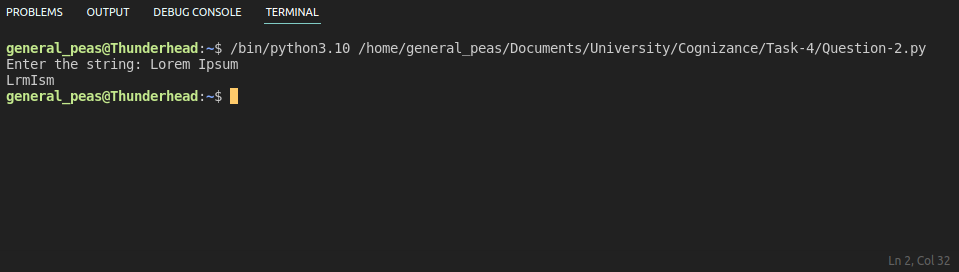 PROBLEMS OUTPUT DEBUG CONSOLE TERMINAL
general_peas@Thunderhead:~$ /bin/python3.10 /home/general_peas/Documents/University/Cognizance/Task-4/Question-2.py
Enter the string: Lorem Ipsum
LrmIsm
general_peas@Thunderhead:~$
Ln 2, Col 32